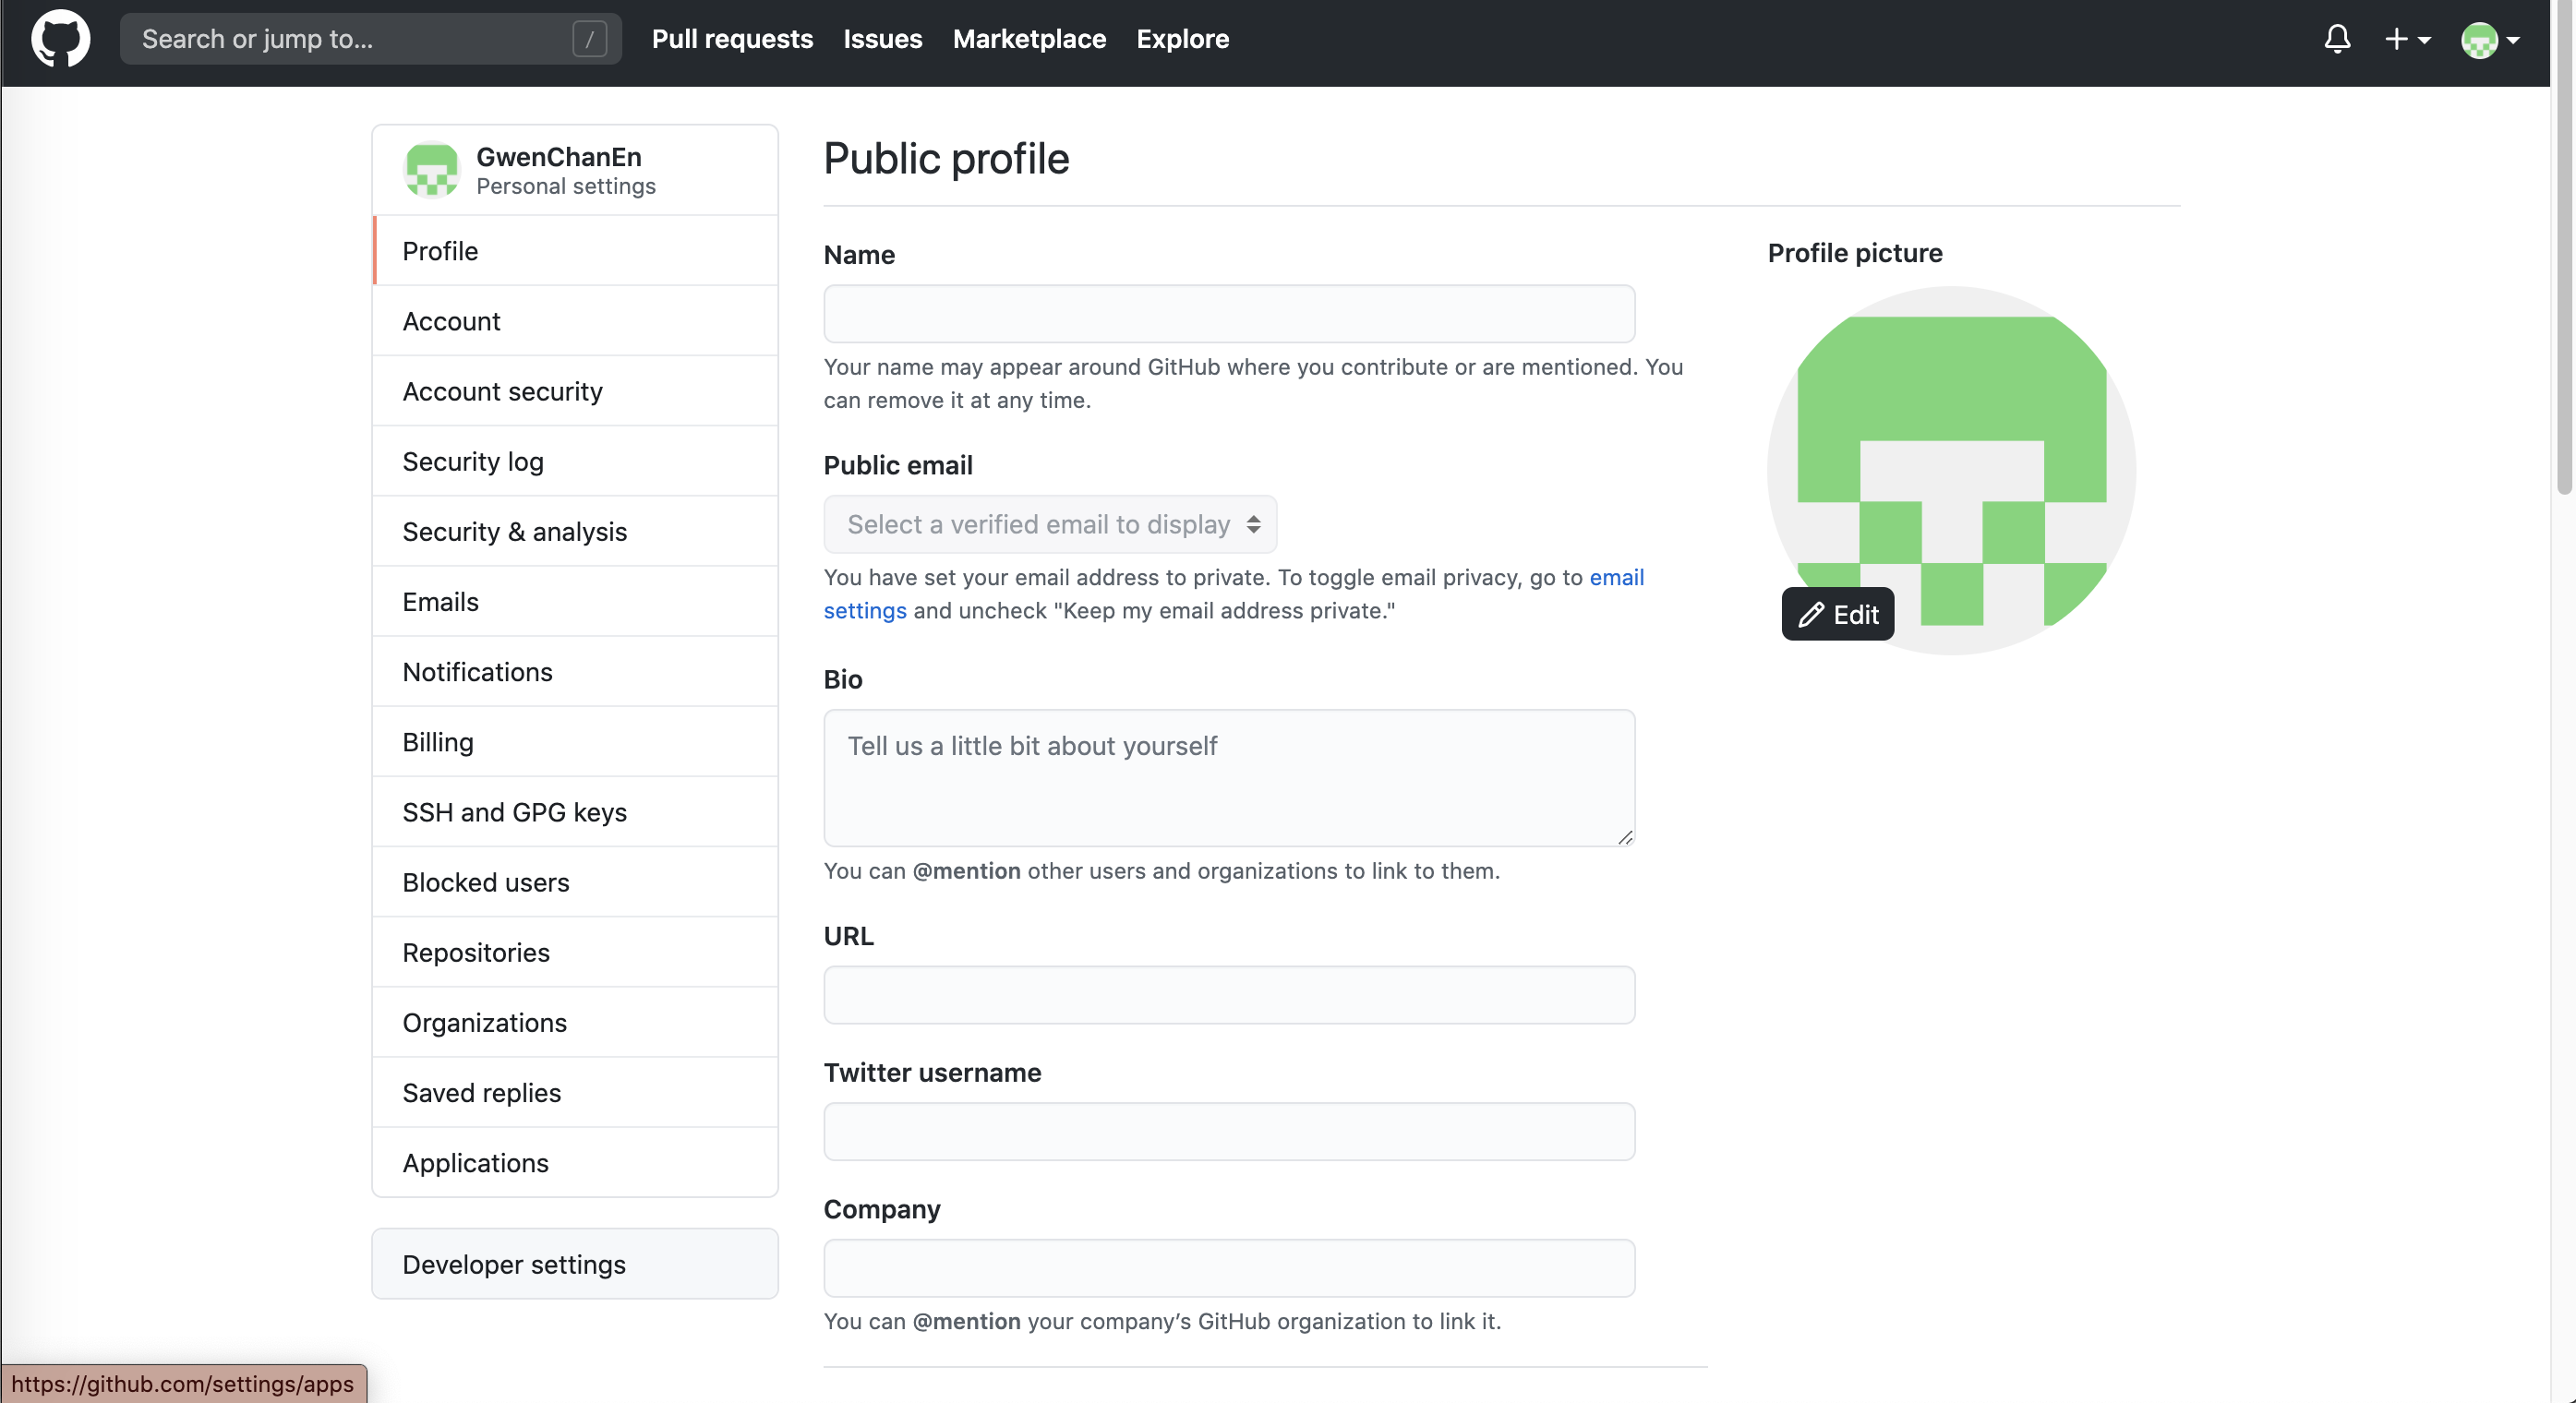 Search or jump to... /
Pull requests Issues Marketplace Explore
GwenChanEn
Personal settings
Profile
Account
Account security
Security log
Security & analysis
Emails
Notifications
Billing
SSH and GPG keys
Blocked users
Repositories
Organizations
Saved replies
Applications
Developer settings
Public profile
Name
Your name may appear around GitHub where you contribute or are mentioned. You
can remove it at any time.
Public email
Select a verified email to display
You have set your email address to private. To toggle email privacy, go to email
settings and uncheck "Keep my email address private."
Bio
Tell us a little bit about yourself
You can @mention other users and organizations to link to them.
URL
Twitter username
Company
You can @mention your company’s GitHub organization to link it.
Profile picture
Edit
https://github.com/settings/apps